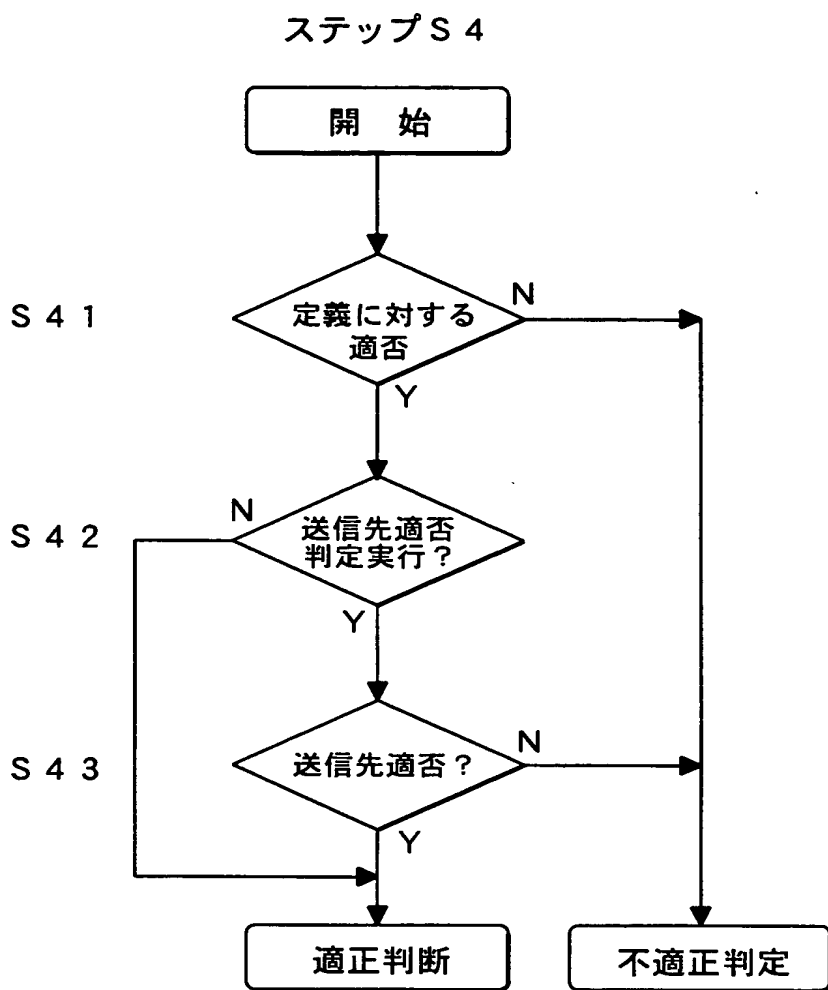 ステップS4
開 始
S41
定義に対する
適否
N
Y
S42
N
送信先適否
判定実行?
Y
S43
送信先適否?
N
Y
適正判断
不適正判定